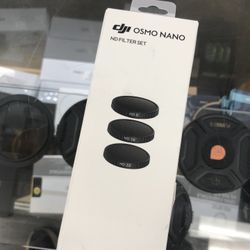 dji OSMO NANO
ND FILTER SET
ND 8
ND 16
ND 32